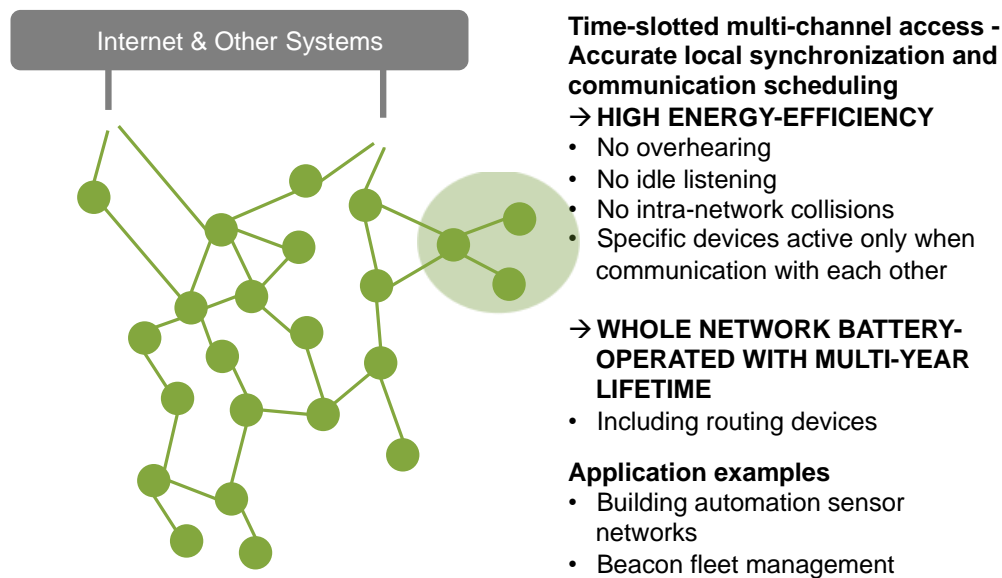 Internet & Other Systems
Time-slotted multi-channel access -
Accurate local synchronization and
communication scheduling
→ HIGH ENERGY-EFFICIENCY
• No overhearing
• No idle listening
• No intra-network collisions
• Specific devices active only when
communication with each other
→ WHOLE NETWORK BATTERY-
OPERATED WITH MULTI-YEAR
LIFETIME
• Including routing devices
Application examples
• Building automation sensor
networks
• Beacon fleet management